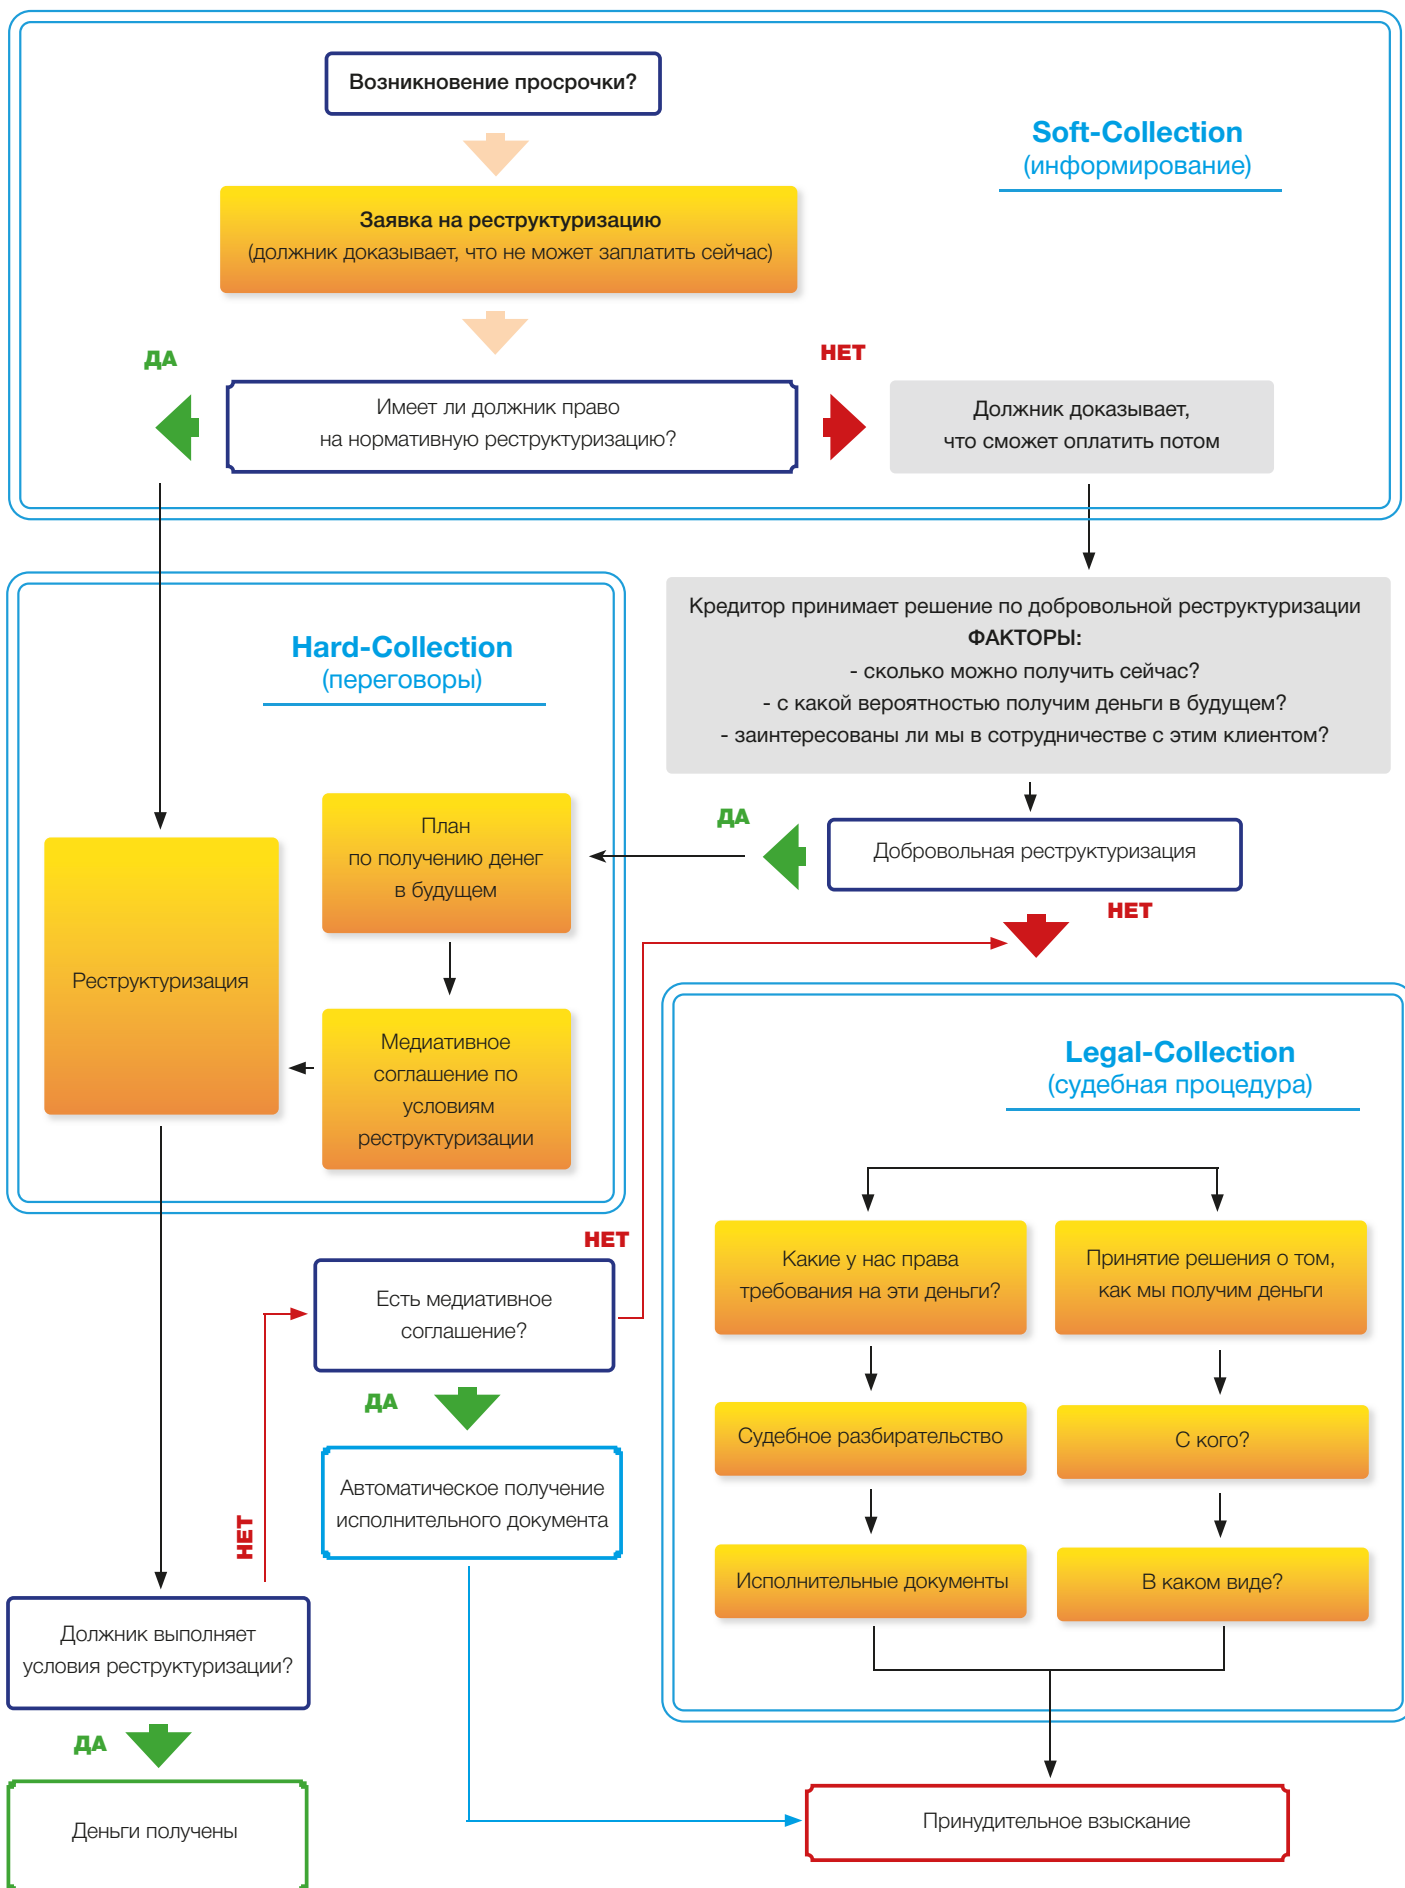 Возникновение просрочки?
Soft-Collection
(информирование)
Заявка на реструктуризацию
(должник доказывает, что не может заплатить сейчас)
ДА
НЕТ
Имеет ли должник право
на нормативную реструктуризацию?
Должник доказывает,
что сможет оплатить потом
Hard-Collection
(переговоры)
Кредитор принимает решение по добровольной реструктуризации
ФАКТОРЫ:
- сколько можно получить сейчас?
- с какой вероятностью получим деньги в будущем?
- заинтересованы ли мы в сотрудничестве с этим клиентом?
План
по получению денег
в будущем
ДА
Добровольная реструктуризация
НЕТ
Реструктуризация
Медиативное
соглашение по
условиям
реструктуризации
Legal-Collection
(судебная процедура)
НЕТ
Есть медиативное
соглашение?
Какие у нас права
требования на эти деньги?
Принятие решения о том,
как мы получим деньги
ДА
Судебное разбирательство
С кого?
Автоматическое получение
исполнительного документа
НЕТ
Исполнительные документы
В каком виде?
Должник выполняет
условия реструктуризации?
ДА
Деньги получены
Принудительное взыскание